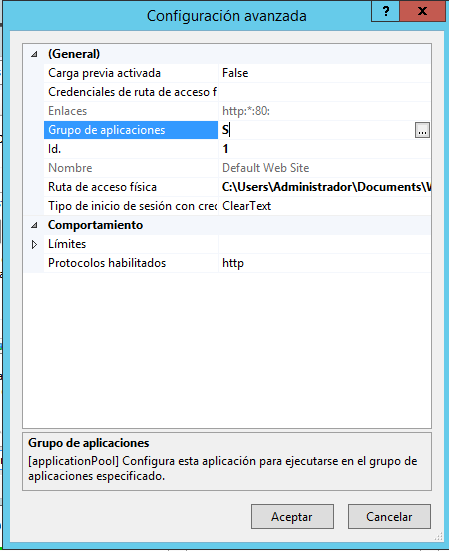 Configuración avanzada
? x
(General)
Carga previa activada False
Credenciales de ruta de acceso f
Enlaces http:*:80:
Grupo de aplicaciones S ...
Id. 1
Nombre Default Web Site
Ruta de acceso física C:\Users\Administrador\Documents\
Tipo de inicio de sesión con cred ClearText
Comportamiento
Límites
Protocolos habilitados http
Grupo de aplicaciones
[applicationPool] Configura esta aplicación para ejecutarse en el grupo de
aplicaciones especificado.
Aceptar Cancelar